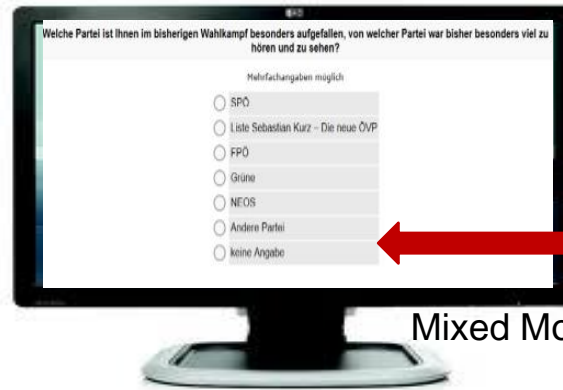 Welche Partei ist Ihnen im bisherigen Wahlkampf besonders aufgefallen, von welcher Partei war bisher besonders viel zu
hören und zu sehen?
Mehrfachangaben möglich
SPÖ
Liste Sebastian Kurz – Die neue ÖVP
FPÖ
Grüne
NEOS
Andere Partei
keine Angabe
Mixed Mo